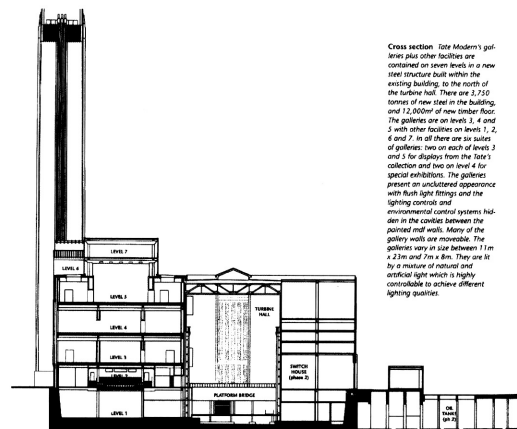 Cross section Tate Modern's gal-
leries plus other facilities are
contained on seven levels in a new
steel structure built within the
existing building, to the north of
the turbine hall. There are 3,750
tonnes of new steel in the building,
and 12,000m² of new timber floor.
The galleries are on levels 3, 4 and
5 with other facilities on levels 1, 2,
6 and 7. In all there are six suites
of galleries: two on each of levels 3
and 5 for displays from the Tate's
collection and two on level 4 for
special exhibitions. The galleries
present an uncluttered appearance
with flush light fittings and the
lighting controls and
environmental control systems hid-
den in the cavities between the
painted mdf walls. Many of the
gallery walls are moveable. The
galleries vary in size between 11m
x 23m and 7m x 8m. They are lit
by a mixture of natural and
artificial light which is highly
controllable to achieve different
lighting qualities.
LEVEL 7
LEVEL 6
LEVEL 5
TURBINE
HALL
LEVEL 4
LEVEL 3
SWITCH
HOUSE
(phase 2)
PLATFORM BRIDGE
LEVEL 1
OIL
TANKS
(ph 2)